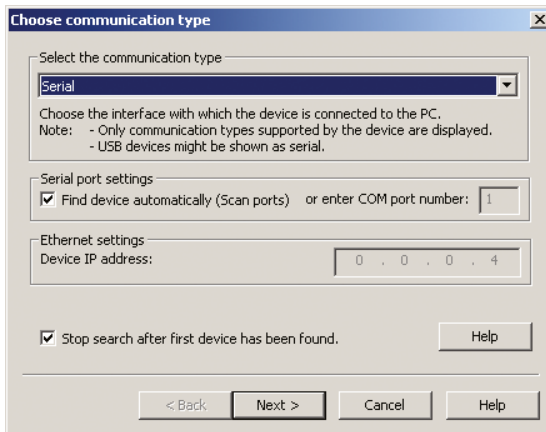 Choose communication type
Select the communication type
Serial
Choose the interface with which the device is connected to the PC.
Note: - Only communication types supported by the device are displayed.
- USB devices might be shown as serial.
Serial port settings
Find device automatically (Scan ports) or enter COM port number: 1
Ethernet settings
Device IP address: 0 . 0 . 0 . 4
Stop search after first device has been found. Help
< Back Next > Cancel Help